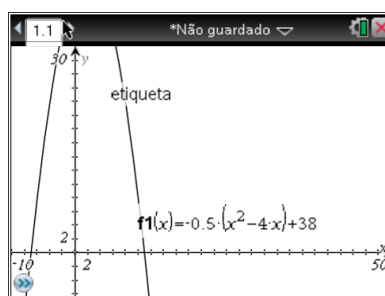 1.1 *Não guardado
30 y
etiqueta
f1(x)=-0.5·(x²-4·x)+38
2
x
-10 2 50